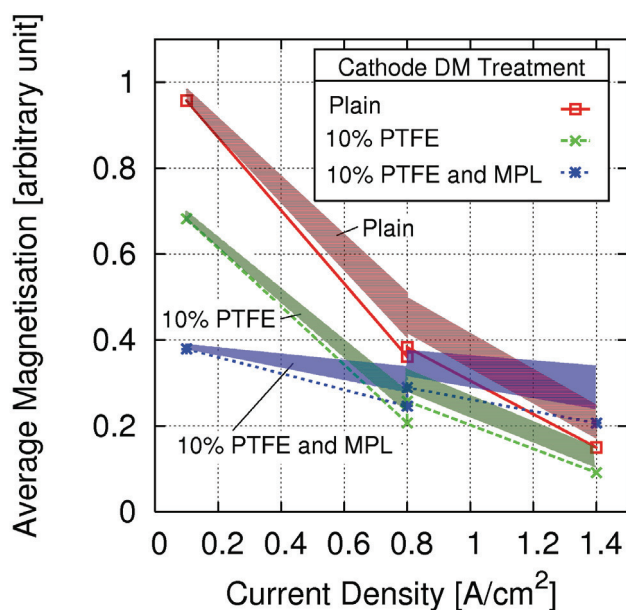 Average Magnetisation [arbitrary unit]
1
0.8
0.6
0.4
0.2
0
Cathode DM Treatment
Plain
10% PTFE
10% PTFE and MPL
Plain
10% PTFE
10% PTFE and MPL
0 0.2 0.4 0.6 0.8 1 1.2 1.4
Current Density [A/cm²]